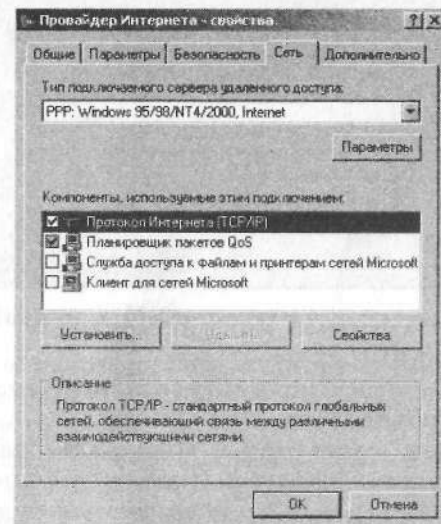 Провайдер Интернета - свойства
Общие Параметры Безопасность Сеть Дополнительно
Тип подключаемого сервера удаленного доступа:
PPP: Windows 95/98/NT4/2000, Internet
Параметры
Компоненты, используемые этим подключением:
Протокол Интернета (TCP/IP)
Планировщик пакетов QoS
Служба доступа к файлам и принтерам сетей Microsoft
Клиент для сетей Microsoft
Установить... Удалить Свойства
Описание
Протокол TCP/IP - стандартный протокол глобальных
сетей, обеспечивающий связь между различными
взаимодействующими сетями.
OK Отмена